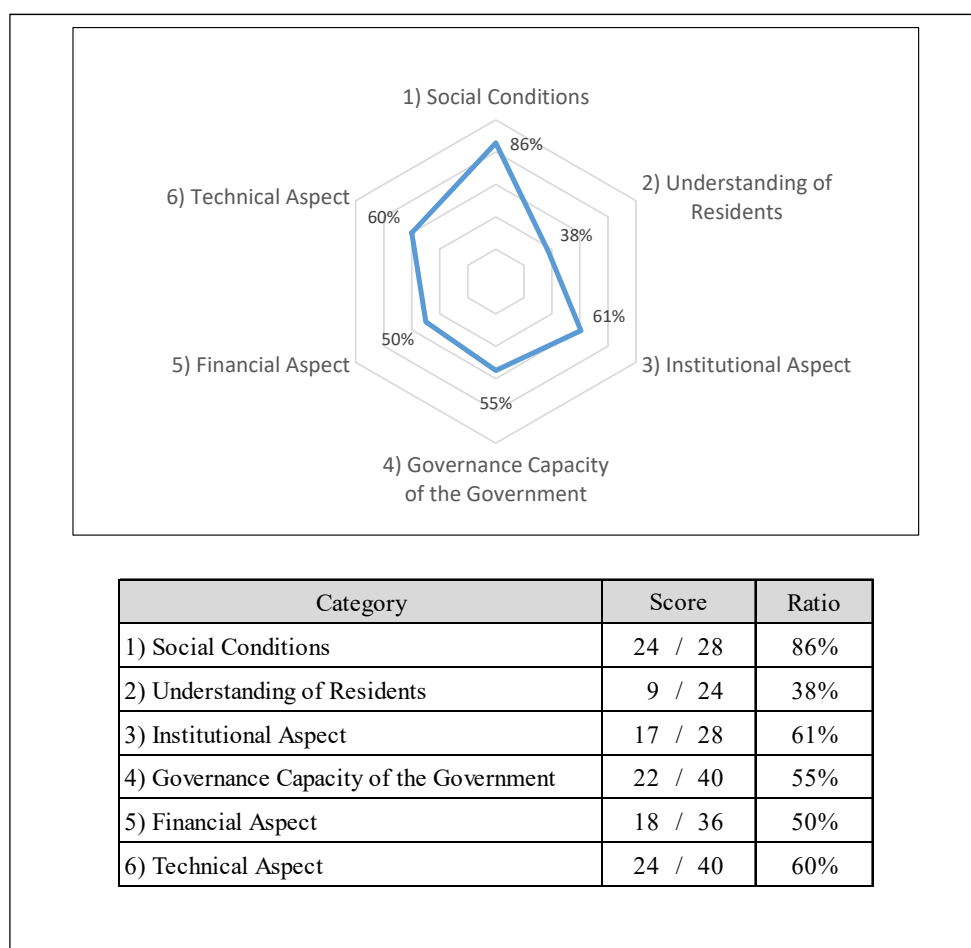 1) Social Conditions
86%
2) Understanding of
Residents
6) Technical Aspect
60%
38%
61%
50%
5) Financial Aspect
3) Institutional Aspect
55%
4) Governance Capacity
of the Government
Category Score Ratio
1) Social Conditions 24 / 28 86%
2) Understanding of Residents 9 / 24 38%
3) Institutional Aspect 17 / 28 61%
4) Governance Capacity of the Government 22 / 40 55%
5) Financial Aspect 18 / 36 50%
6) Technical Aspect 24 / 40 60%